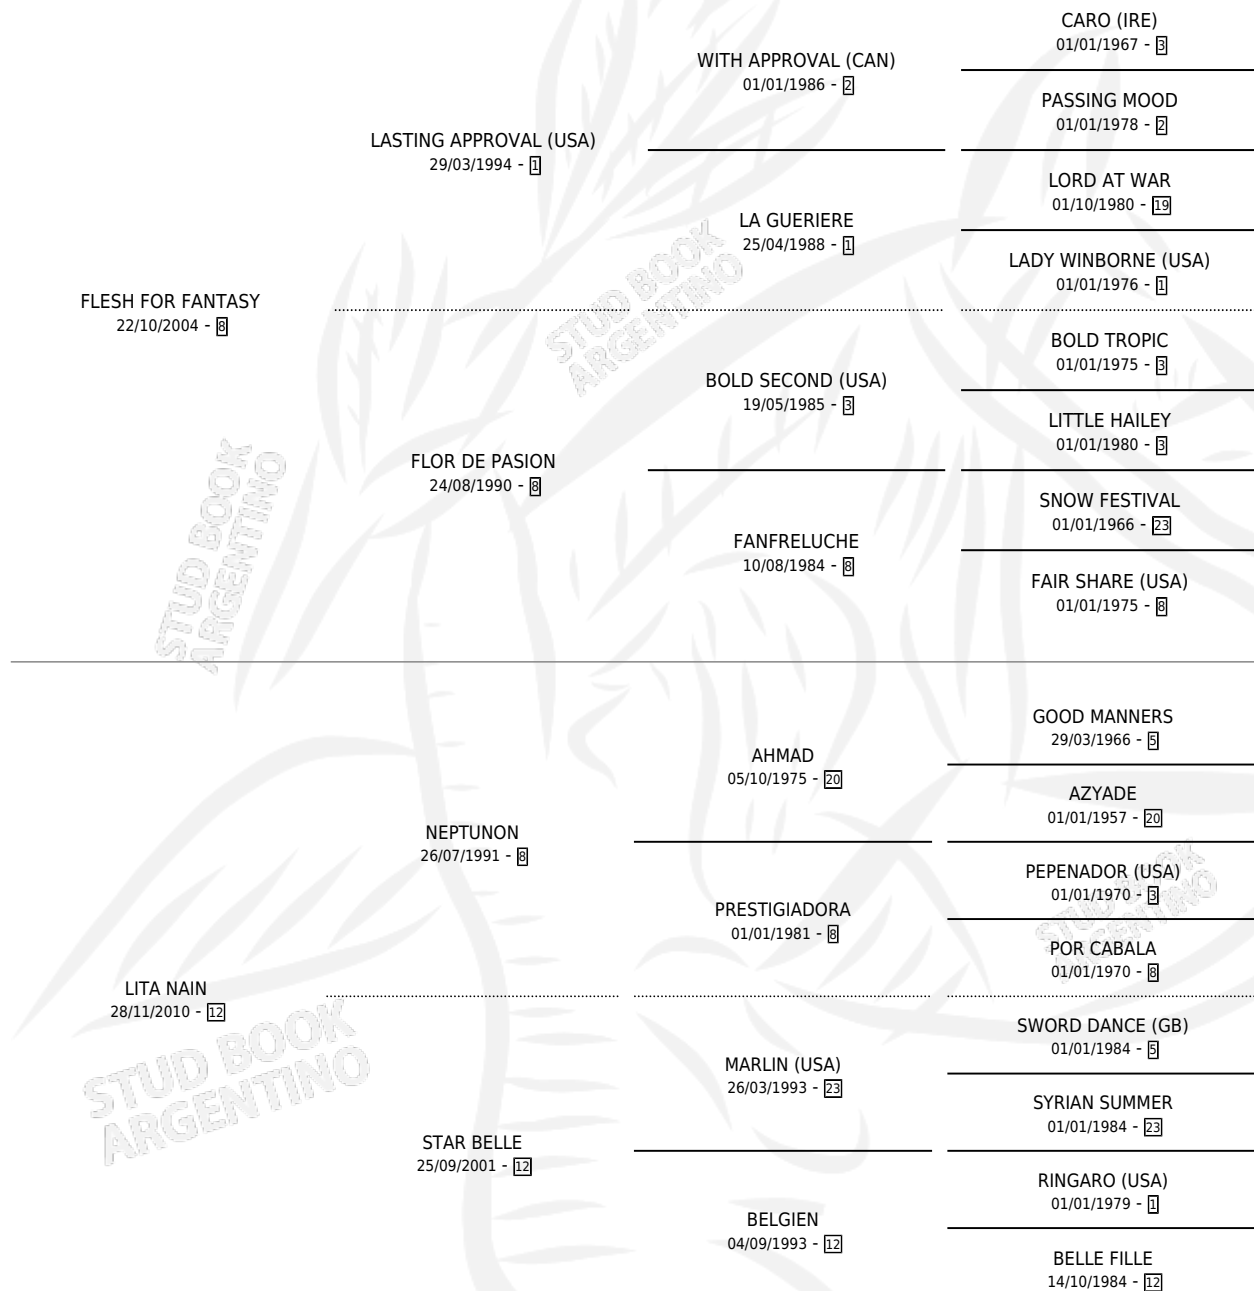 CARO (IRE)
01/01/1967 - 3
WITH APPROVAL (CAN)
01/01/1986 - 2
PASSING MOOD
01/01/1978 - 2
LASTING APPROVAL (USA)
29/03/1994 - 1
LORD AT WAR
01/10/1980 - 19
LA GUERIERE
25/04/1988 - 1
LADY WINBORNE (USA)
01/01/1976 - 1
FLESH FOR FANTASY
22/10/2004 - 8
BOLD TROPIC
01/01/1975 - 3
BOLD SECOND (USA)
19/05/1985 - 3
LITTLE HAILEY
01/01/1980 - 3
FLOR DE PASION
24/08/1990 - 8
SNOW FESTIVAL
01/01/1966 - 23
FANFRELUCHE
10/08/1984 - 8
FAIR SHARE (USA)
01/01/1975 - 8
STUD BOOK
ARGENTINO
STUD BOOK
ARGENTINO
GOOD MANNERS
29/03/1966 - 5
AHMAD
05/10/1975 - 20
AZYADE
01/01/1957 - 20
NEPTUNON
26/07/1991 - 8
PEPENADOR (USA)
01/01/1970 - 3
PRESTIGIADORA
01/01/1981 - 8
POR CABALA
01/01/1970 - 8
STUD BOOK
ARGENTINO
LITA NAIN
28/11/2010 - 12
SWORD DANCE (GB)
01/01/1984 - 5
MARLIN (USA)
26/03/1993 - 23
SYRIAN SUMMER
01/01/1984 - 23
STAR BELLE
25/09/2001 - 12
RINGARO (USA)
01/01/1979 - 1
BELGIEN
04/09/1993 - 12
BELLE FILLE
14/10/1984 - 12
STUD BOOK
ARGENTINO